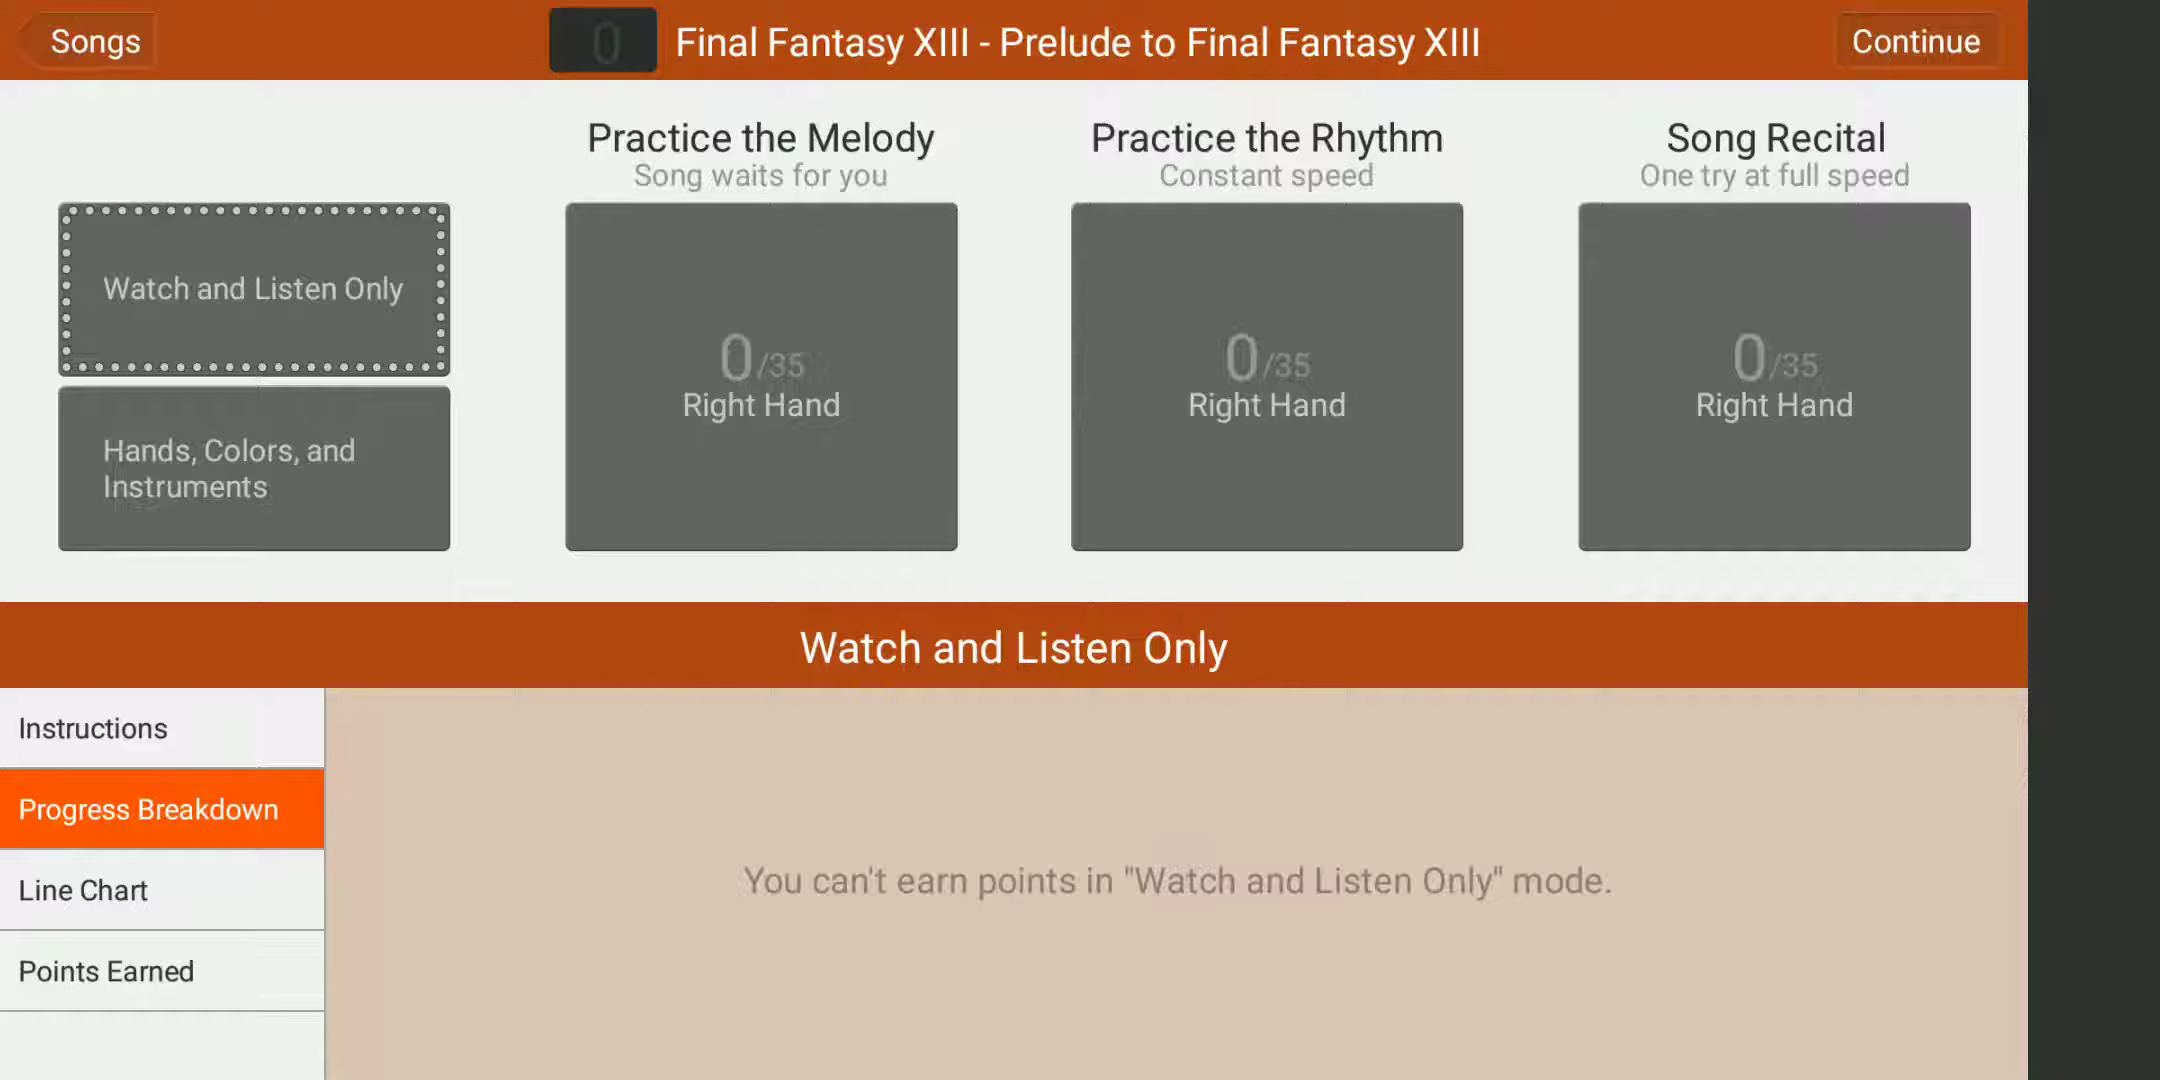 Songs
0
Final Fantasy XIII - Prelude to Final Fantasy XIII
Continue
Practice the Melody
Song waits for you
Practice the Rhythm
Constant speed
Song Recital
One try at full speed
Watch and Listen Only
Hands, Colors, and
Instruments
0/35
Right Hand
0/35
Right Hand
0/35
Right Hand
Watch and Listen Only
Instructions
Progress Breakdown
Line Chart
Points Earned
You can't earn points in "Watch and Listen Only" mode.